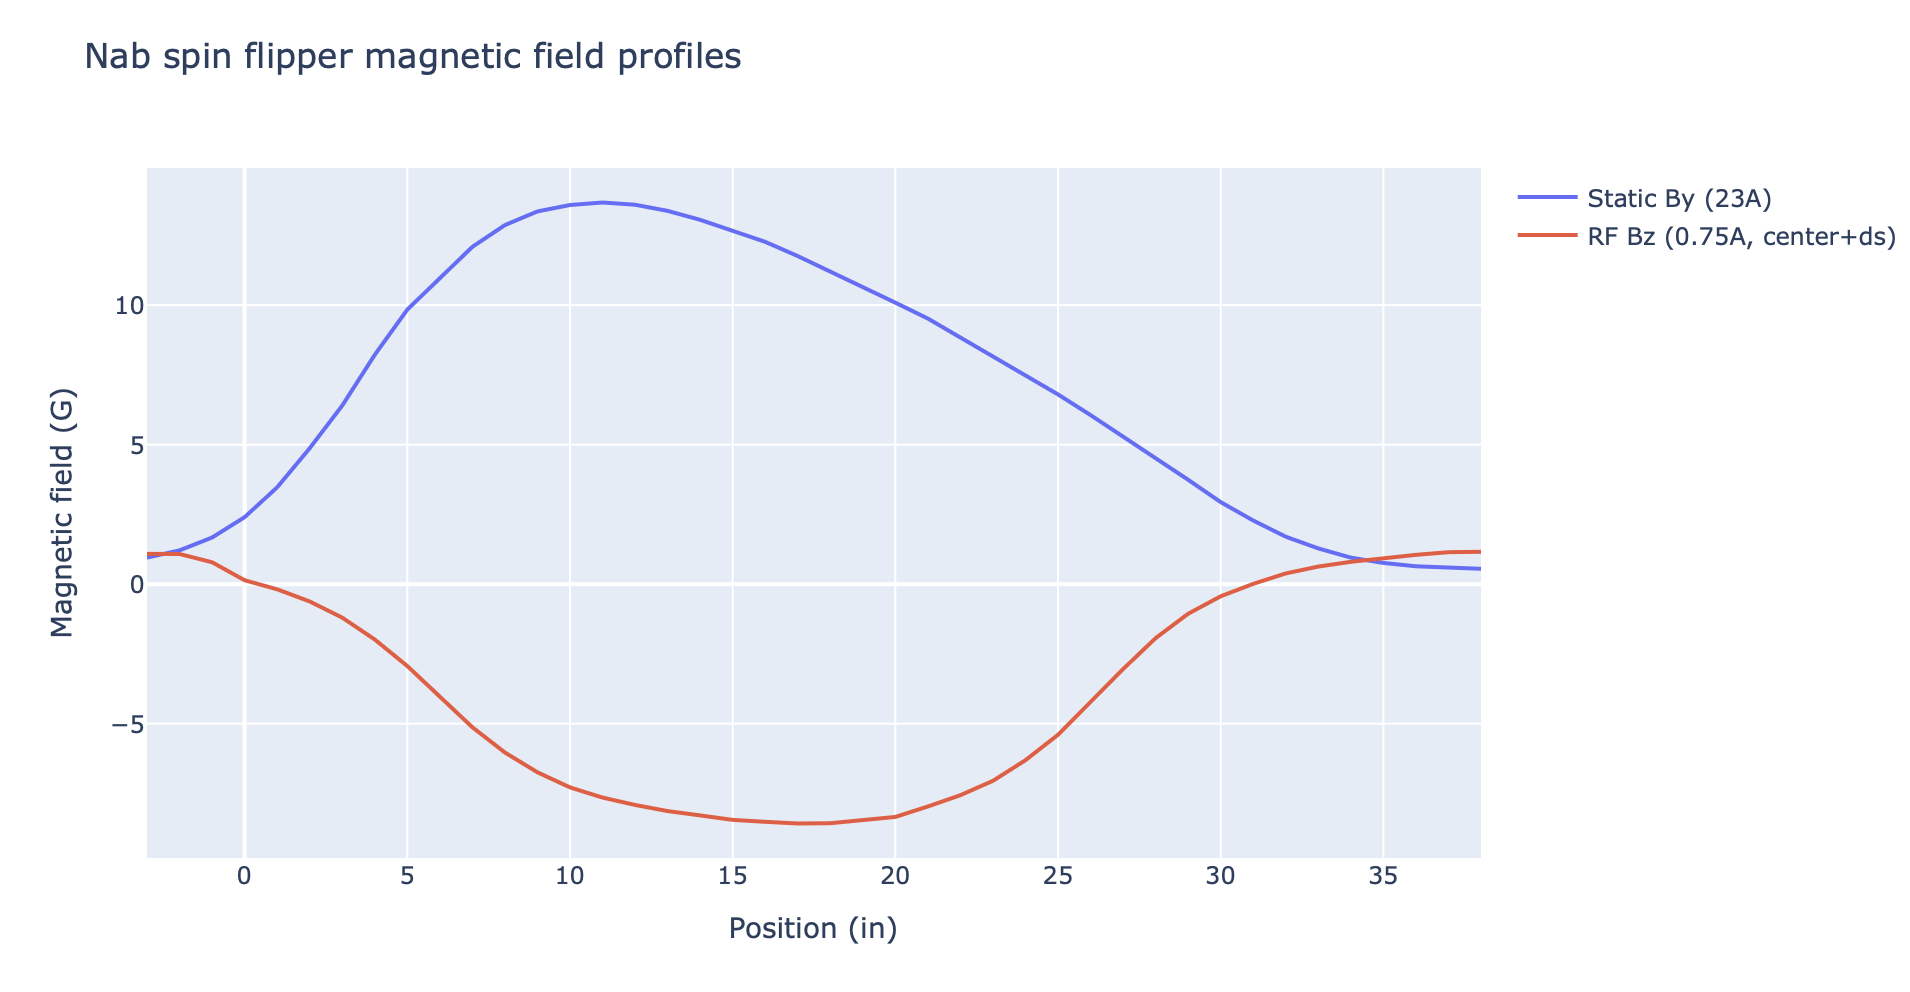 Nab spin flipper magnetic field profiles
Static By (23A)
RF Bz (0.75A, center+ds)
Magnetic field (G)
10
5
0
−5
0
5
10
15
20
25
30
35
Position (in)